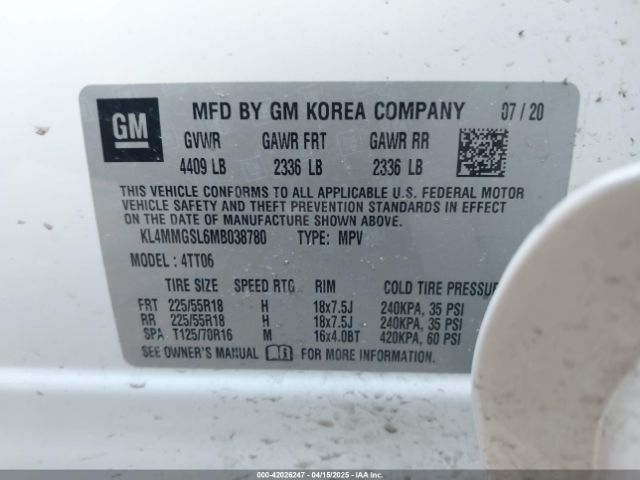 GM
MFD BY GM KOREA COMPANY 07/20
GVWR GAWR FRT GAWR RR
4409 LB 2336 LB 2336 LB
THIS VEHICLE CONFORMS TO ALL APPLICABLE U.S. FEDERAL MOTOR
VEHICLE SAFETY AND THEFT PREVENTION STANDARDS IN EFFECT
ON THE DATE OF MANUFACTURE SHOWN ABOVE.
KL4MMGSL6MB038780 TYPE: MPV
MODEL: 4TT06
TIRE SIZE SPEED RTG RIM COLD TIRE PRESSUR
FRT 225/55R18 H 18x7.5J 240KPA, 35 PSI
RR 225/55R18 H 18x7.5J 240KPA, 35 PSI
SPA T125/70R16 M 16x4.0BT 420KPA, 60 PSI
SEE OWNER'S MANUAL FOR MORE INFORMATION.
000-42026247 - 04/15/2025 - COPYRIGHT IAA, LLC.